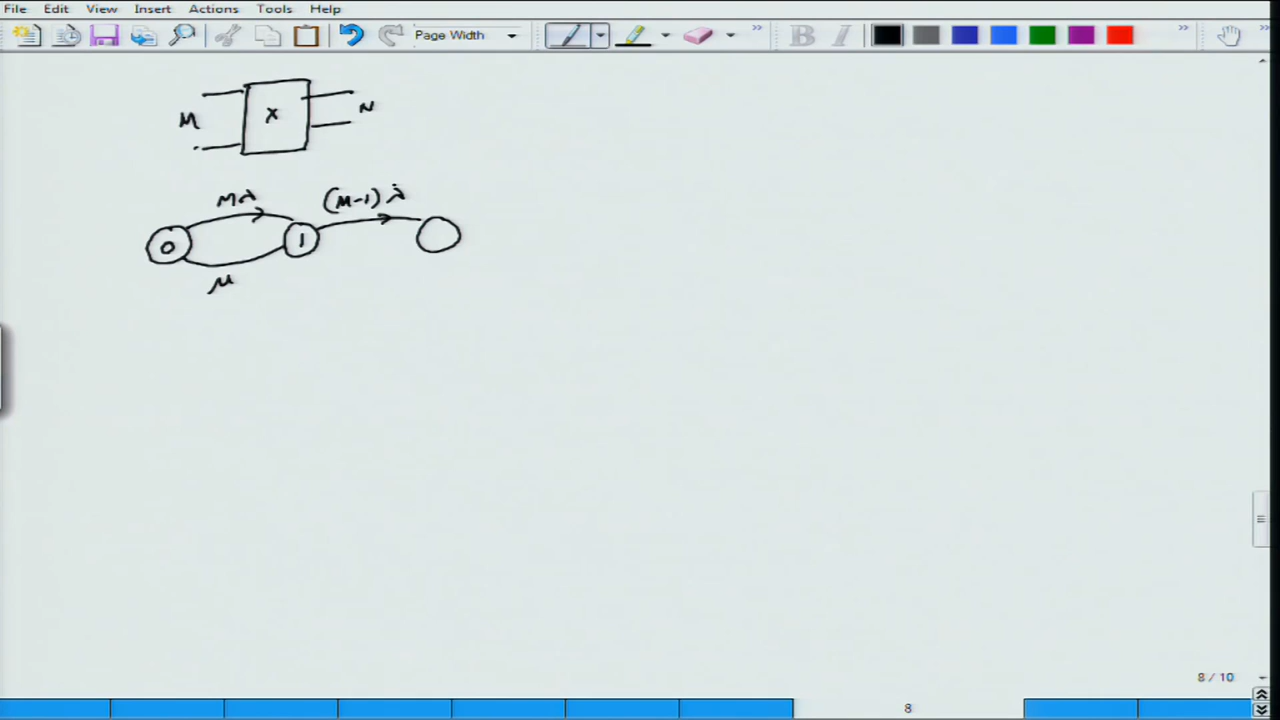 File Edit View Insert Actions Tools Help
Page Width
B I
M X N
Mλ (M-1) λ
0 1
μ
8 / 10
8